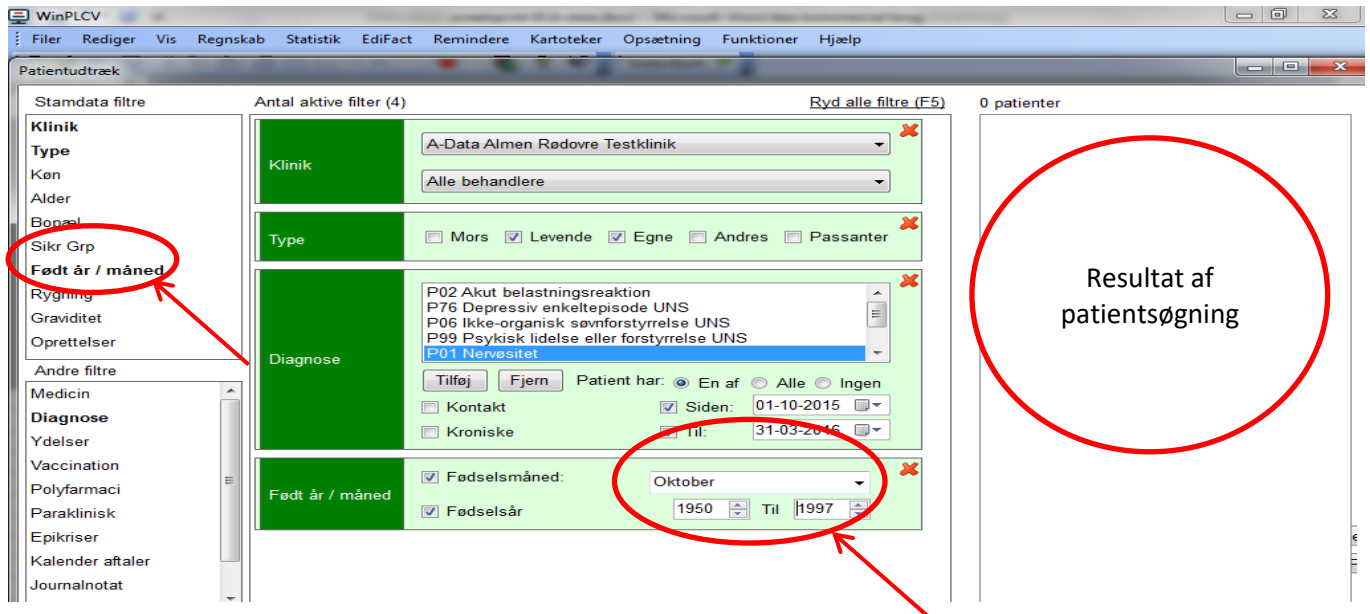 WinPLCV
Filer Rediger Vis Regnskab Statistik EdiFact Remindere Kartoteker Opsætning Funktioner Hjælp
Patientudtræk
Stamdata filtre
Klinik
Type
Køn
Alder
Bopæl
Sikr Grp
Født år / måned
Rygning
Graviditet
Oprettelser
Andre filtre
Medicin
Diagnose
Ydelser
Vaccination
Polyfarmaci
Paraklinisk
Epikriser
Kalender aftaler
Journalnotat
Antal aktive filter (4) Ryd alle filtre (F5)
Klinik
A-Data Almen Rødovre Testklinik
Alle behandlere
Type Mors Levende Egne Andres Passanter
Diagnose
P02 Akut belastningsreaktion
P76 Depressiv enkeltepisode UNS
P06 Ikke-organisk søvnforstyrrelse UNS
P99 Psykisk lidelse eller forstyrrelse UNS
P01 Nervøsitet
Tilføj Fjern Patient har: En af Alle Ingen
Kontakt Siden: 01-10-2015
Kroniske Til: 31-03-2016
Født år / måned
Fødselsmåned: Oktober
Fødselsår 1950 Til 1997
0 patienter
Resultat af
patientsøgning